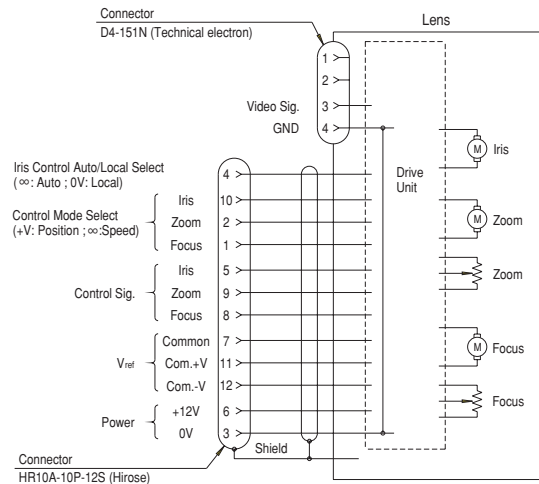 Connector
D4-151N (Technical electron)
Lens
1
2
Video Sig. 3
GND 4
Iris Control Auto/Local Select
(∞: Auto ; 0V: Local)
4
Control Mode Select
(+V: Position ; ∞:Speed)
Iris 10
Zoom 2
Focus 1
Control Sig.
Iris 5
Zoom 9
Focus 8
Vref
Common 7
Com.+V 11
Com.-V 12
Power
+12V 6
0V 3
Shield
Connector
HR10A-10P-12S (Hirose)
Drive
Unit
M Iris
M Zoom
Zoom
M Focus
Focus